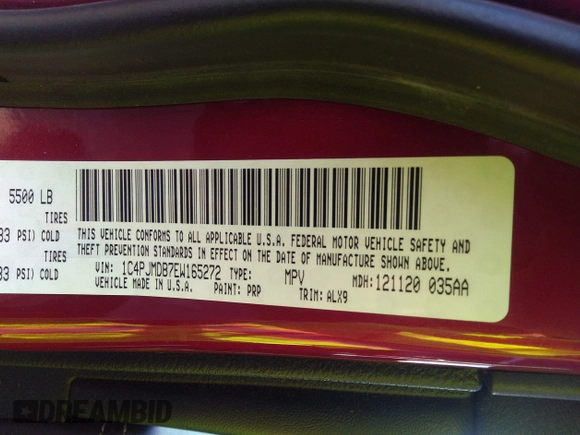 5500 LB
TIRES
33 PSI) COLD
TIRES
33 PSI) COLD
THIS VEHICLE CONFORMS TO ALL APPLICABLE U.S.A. FEDERAL MOTOR VEHICLE SAFETY AND
THEFT PREVENTION STANDARDS IN EFFECT ON THE DATE OF MANUFACTURE SHOWN ABOVE.
VIN: 1C4PJMDB7EW165272 TYPE: MPV MDH:121120 035AA
VEHICLE MADE IN U.S.A. PAINT: PRP TRIM: ALX9
DREAMBID